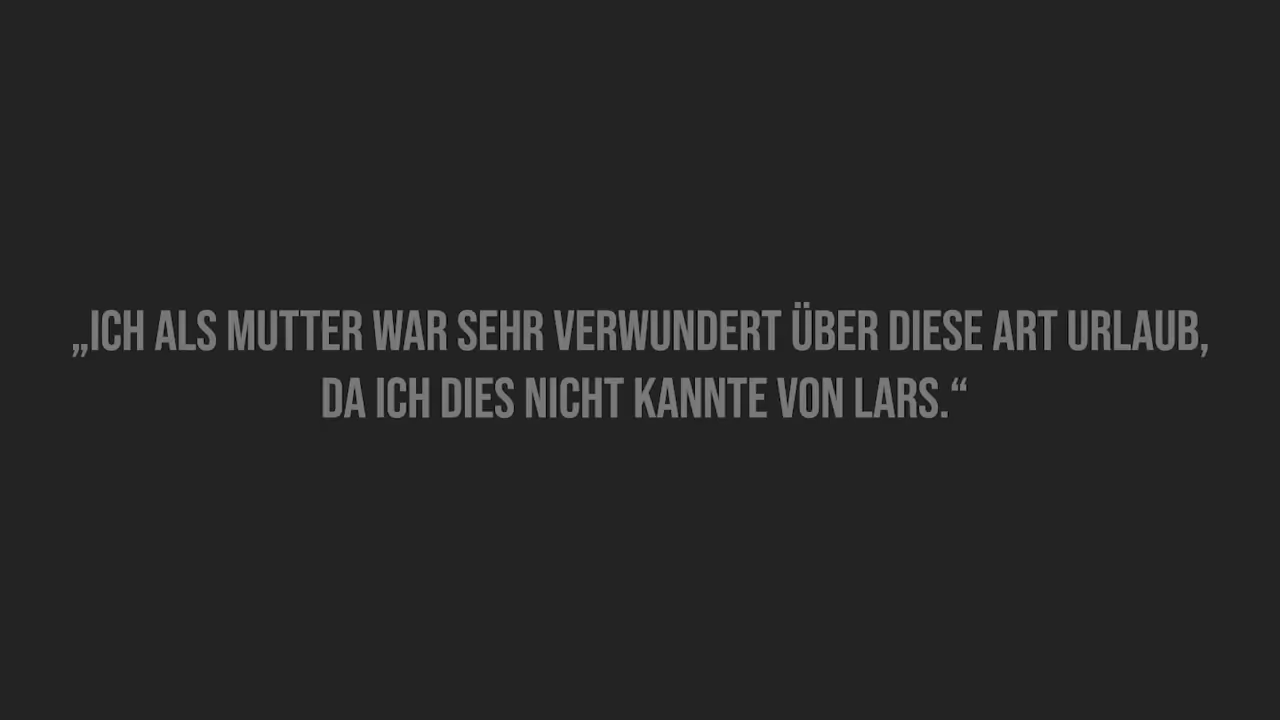 „ICH ALS MUTTER WAR SEHR VERWUNDERT ÜBER DIESE ART URLAUB,
DA ICH DIES NICHT KANNTE VON LARS.“